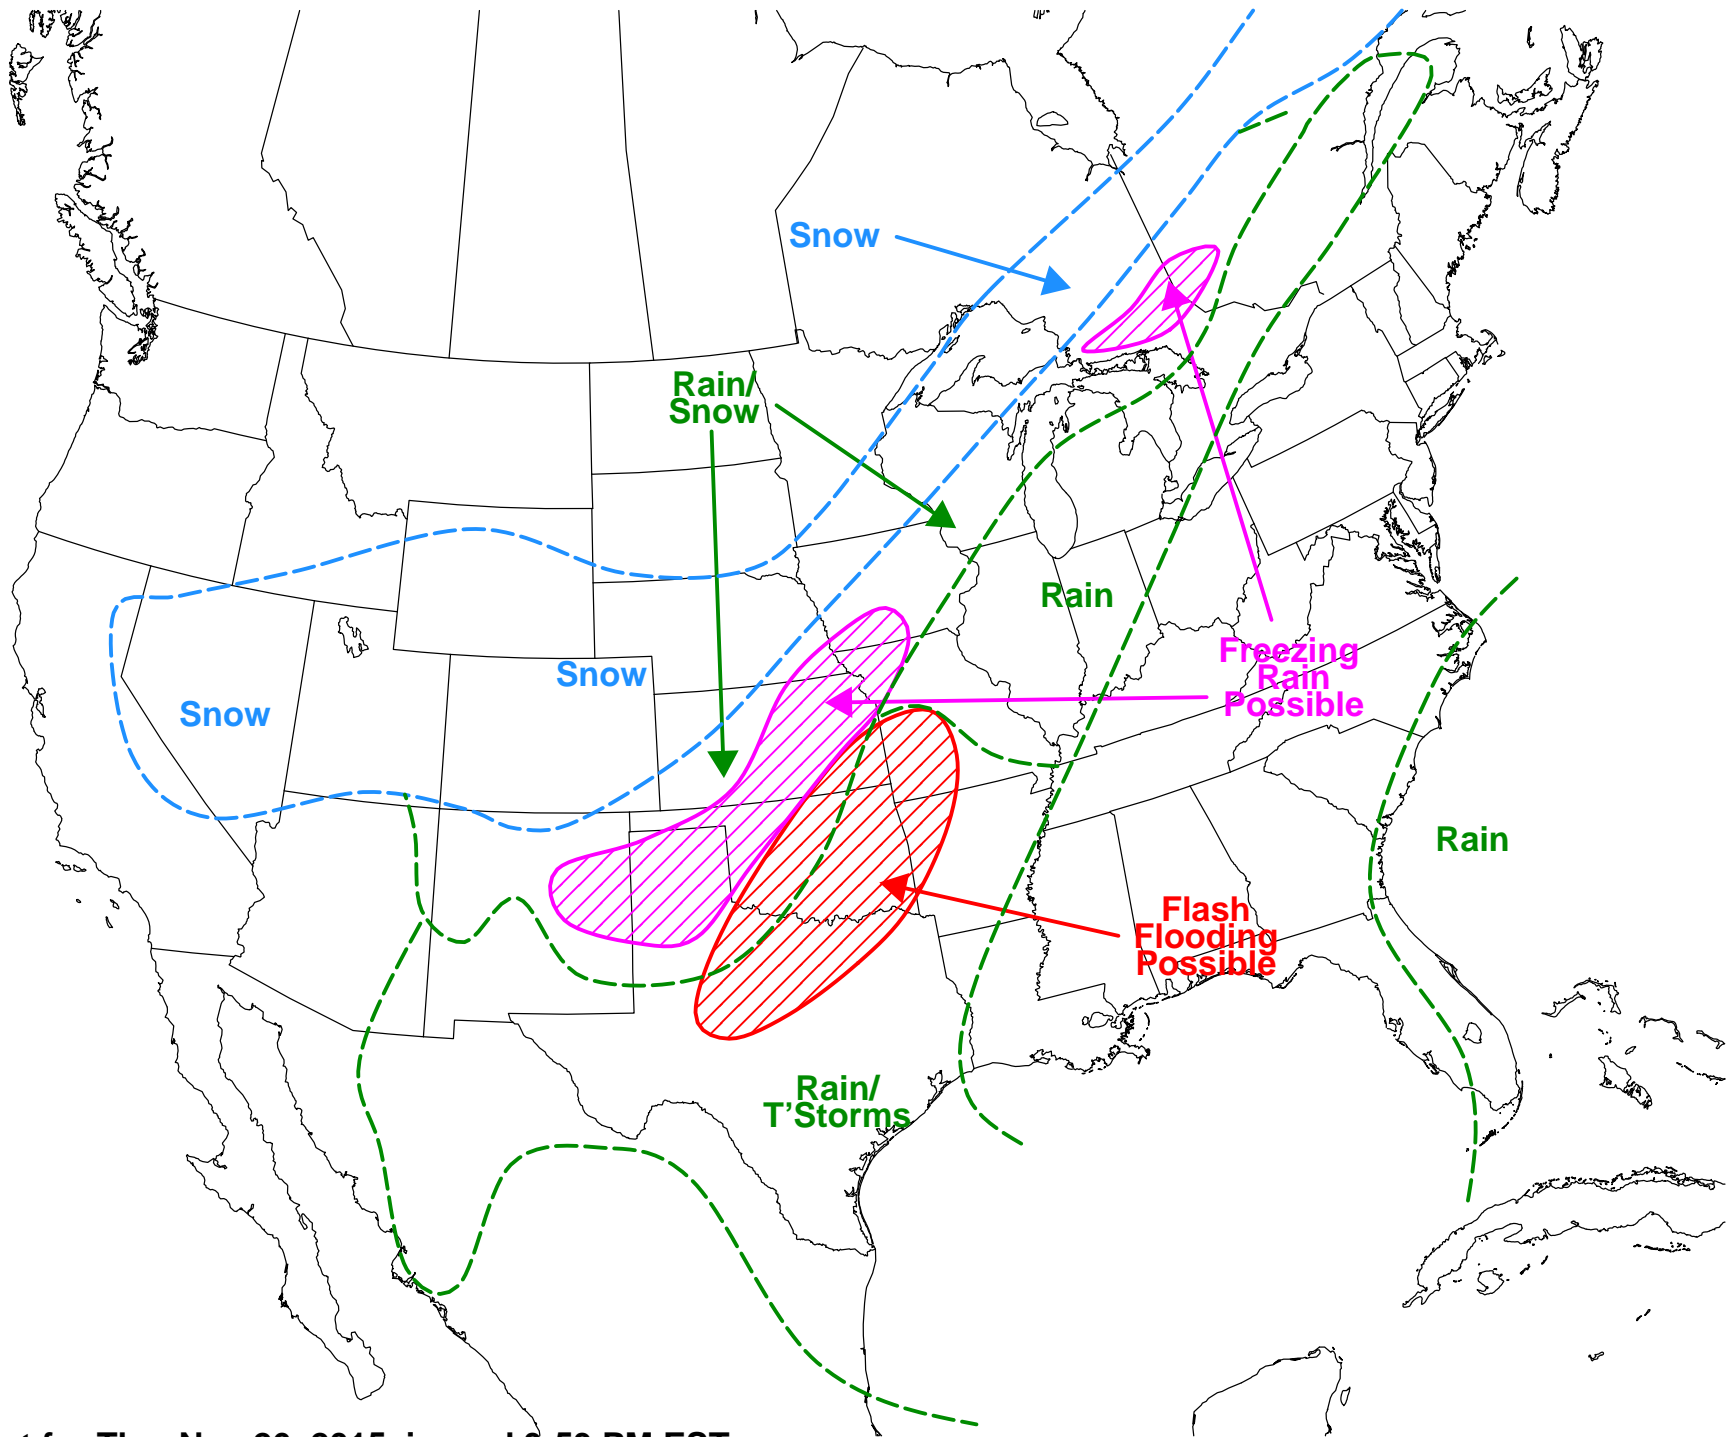 Snow
Rain/
Snow
Rain
Freezing
Rain
Possible
Snow
Snow
Rain
Flash
Flooding
Possible
Rain/
T'Storms